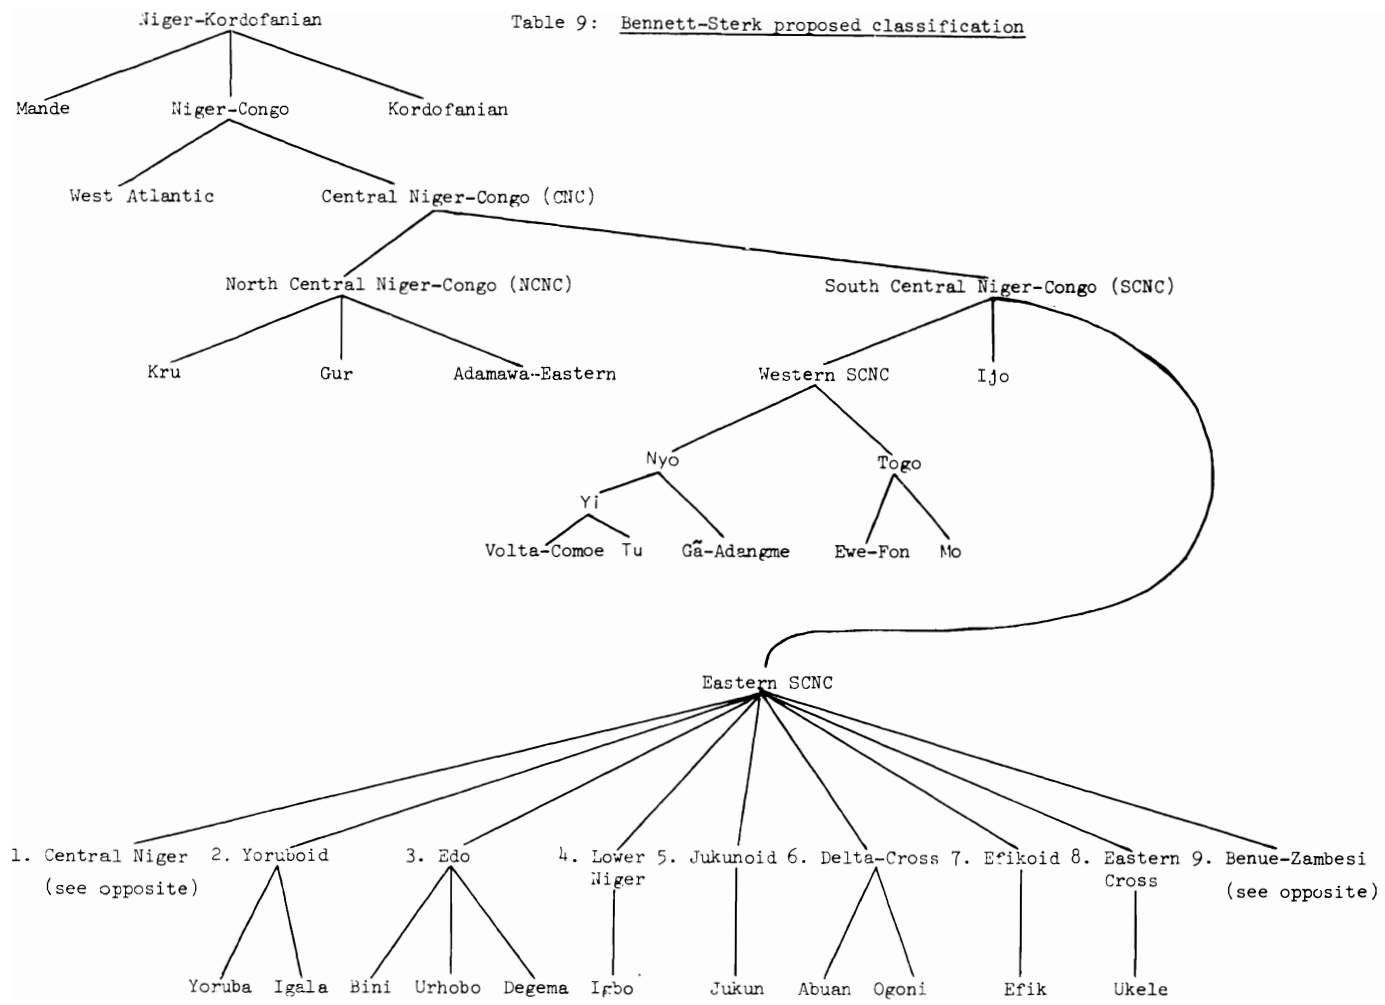 Niger-Kordofanian
Table 9: Bennett-Sterk proposed classification
Mande Niger-Congo Kordofanian
West Atlantic Central Niger-Congo (CNC)
North Central Niger-Congo (NCNC) South Central Niger-Congo (SCNC)
Kru Gur Adamawa-Eastern Western SCNC Ijo
Nyo Togo
Yi
Volta-Comoe Tu Gã-Adangme Ewe-Fon Mo
Eastern SCNC
1. Central Niger 2. Yoruboid 3. Edo 4. Lower 5. Jukunoid 6. Delta-Cross 7. Efikoid 8. Eastern 9. Benue-Zambesi
Niger Cross
(see opposite) (see opposite)
Yoruba Igala Bini Urhobo Degema Igbo Jukun Abuan Ogoni Efik Ukele